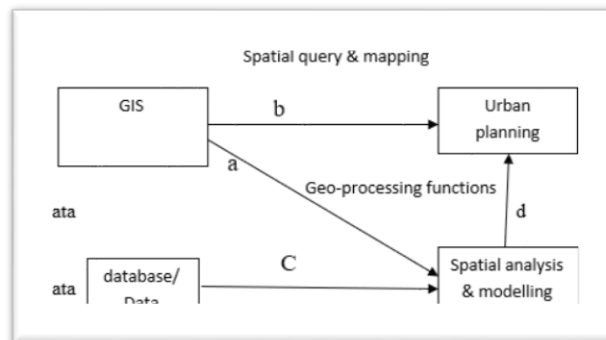 Spatial query & mapping
GIS
b
Urban
planning
a
Geo-processing functions
ata
d
C
Spatial analysis
& modelling
ata
database/
Data